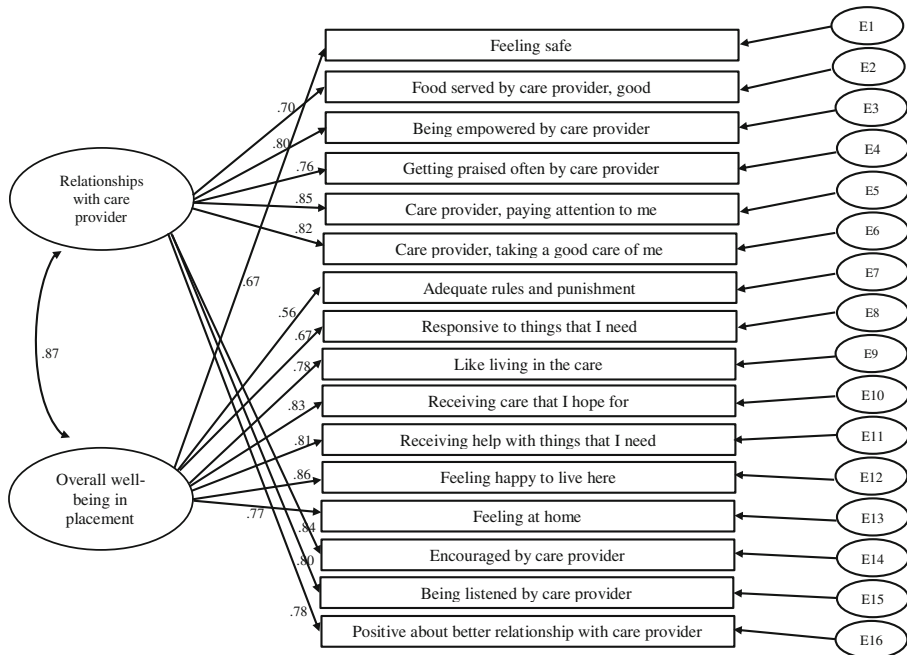 Feeling safe
E1
Food served by care provider, good
E2
.70
Being empowered by care provider
E3
.80
Getting praised often by care provider
E4
.76
Relationships
with care
provider
Care provider, paying attention to me
E5
.85
Care provider, taking a good care of me
E6
.82
Adequate rules and punishment
E7
.67
.56
Responsive to things that I need
E8
.67
Like living in the care
E9
.87
.78
Receiving care that I hope for
E10
.83
Receiving help with things that I need
E11
.81
Overall well-
being in
placement
Feeling happy to live here
E12
.86
Feeling at home
E13
.77
.84
Encouraged by care provider
E14
.80
Being listened by care provider
E15
.78
Positive about better relationship with care provider
E16